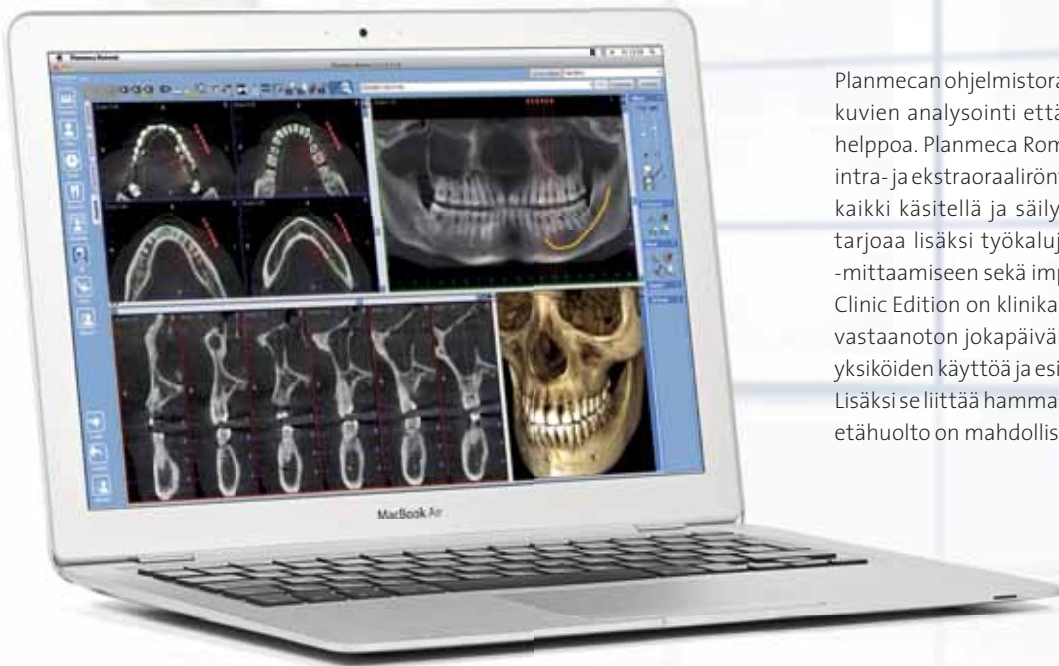 Planmecan ohjelmistora
kuvien analysointi että
helppoa. Planmeca Rom
intra- ja ekstraoraalirönt
kaikki käsitellä ja säily
tarjoaa lisäksi työkaluj
-mittaamiseen sekä imp
Clinic Edition on klinika
vastaanoton jokapäivä
yksiköiden käyttöä ja esi
Lisäksi se liittää hamma
etähuolto on mahdollis
MacBook Air